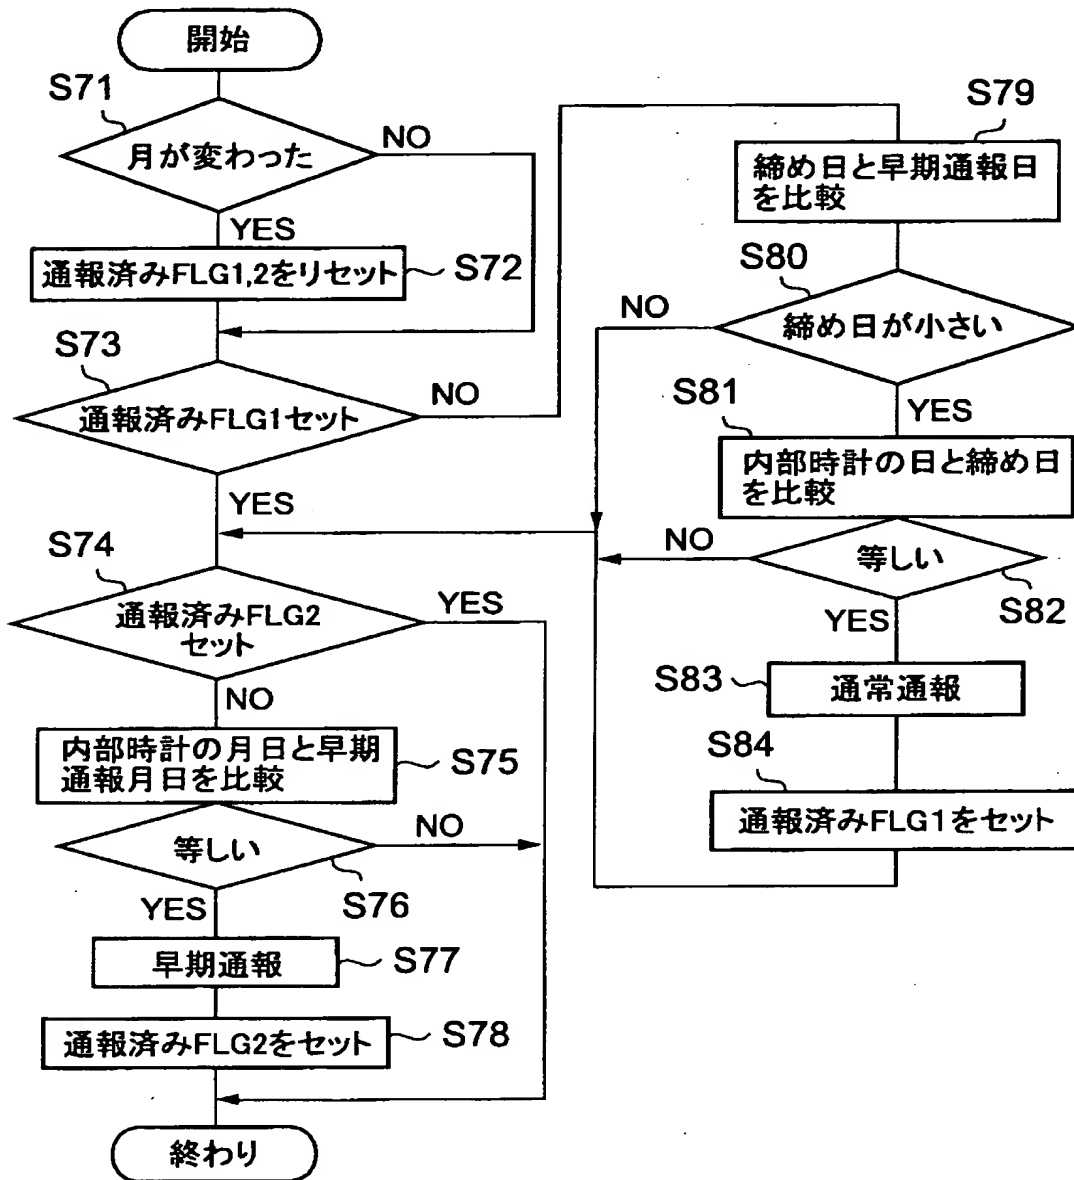 開始
S71
月が変わった
NO
YES
通報済みFLG1,2をリセット
S72
S73
通報済みFLG1セット
NO
YES
S74
通報済みFLG2
セット
YES
NO
内部時計の月日と早期
通報月日を比較
S75
等しい
NO
S76
YES
早期通報
S77
通報済みFLG2をセット
S78
終わり
S79
締め日と早期通報日
を比較
S80
NO
締め日が小さい
YES
S81
内部時計の日と締め日
を比較
NO
等しい
S82
YES
S83
通常通報
S84
通報済みFLG1をセット